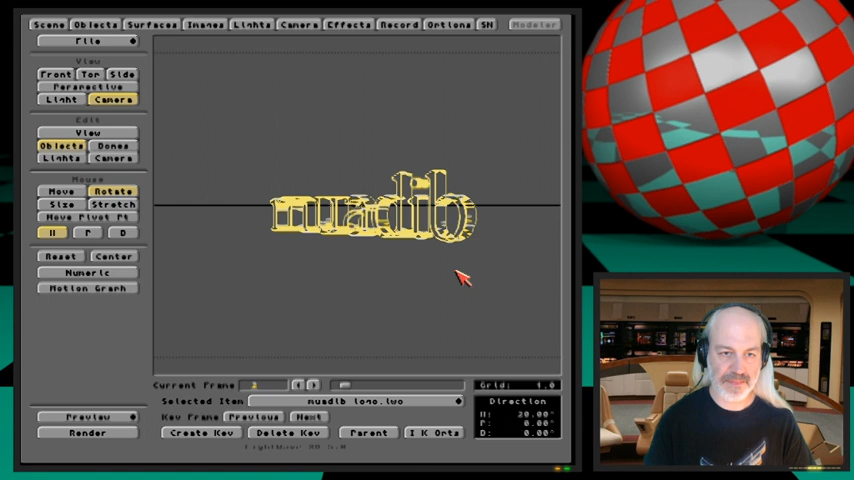 Scene Objects Surfaces Images Lights Camera Effects Record Options SN Modeler
File
View
Front Top Side
Perspective
Light Camera
Edit
View
Objects Bones
Lights Camera
Mouse
Move Rotate
Size Stretch
Move Pivot Pt
H P B
Reset Center
Numeric
Motion Graph
muadib
Current Frame 2 Grid: 1.0
Selected Item muadib logo.lwo
Key Frame Previous Next
Create Key Delete Key Parent I K Opts
Direction
H: 20.00°
P: 0.00°
B: 0.00°
Preview
Render